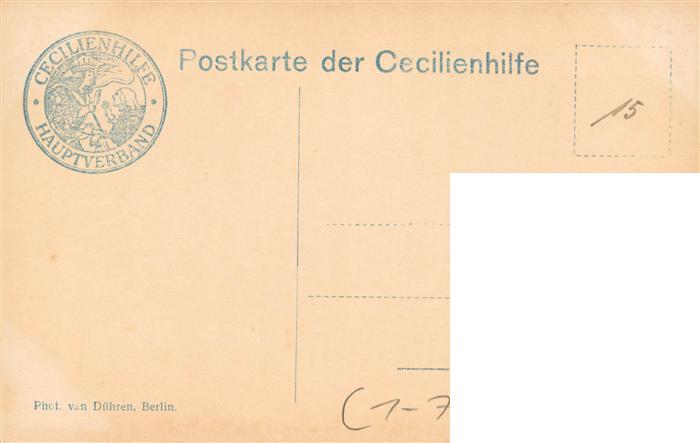 CECILIENHILFE
HAUPTVERBAND
Postkarte der Cecilienhilfe
15
Phot. van Dühren, Berlin.
(1-7